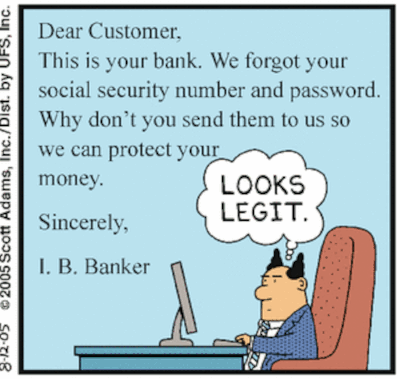 Dear Customer,
This is your bank. We forgot your
social security number and password.
Why don't you send them to us so
we can protect your
money.
Sincerely,
I. B. Banker
LOOKS
LEGIT.
8-12-05 ©2005 Scott Adams, Inc./Dist. by UFS, Inc.